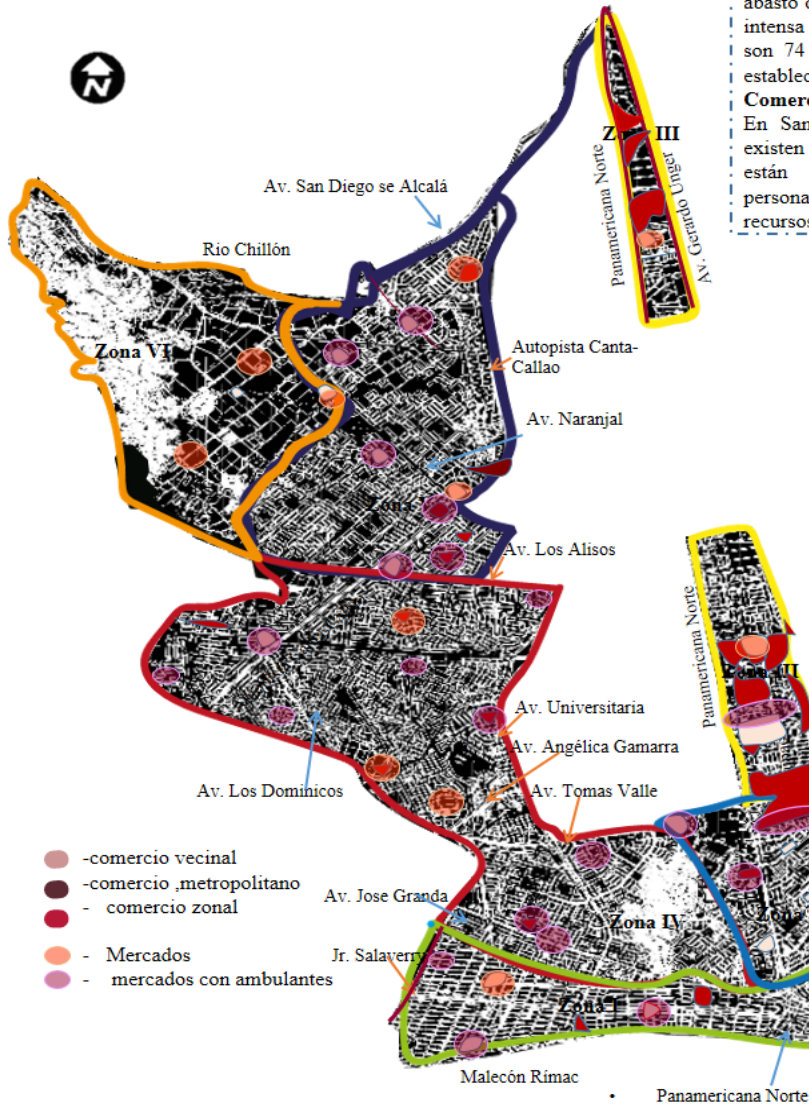 abasto
intensa
son 74
establec
Comerc
En San
existen
están
persona
recursos
N
Zona III
Panamericana Norte
Av. Gerardo Unger
Av. San Diego se Alcalá
Rio Chillón
Zona VI
Autopista Canta-
Callao
Av. Naranjal
Zona
Av. Los Alisos
Panamericana Norte
Av. Universitaria
Av. Angélica Gamarra
Av. Los Domínicos
Av. Tomas Valle
-comercio vecinal
-comercio ,metropolitano
- comercio zonal
- Mercados
- mercados con ambulantes
Av. Jose Granda
Zona IV
Zona
Jr. Salaverry
Zona I
Malecón Rímac
• Panamericana Norte